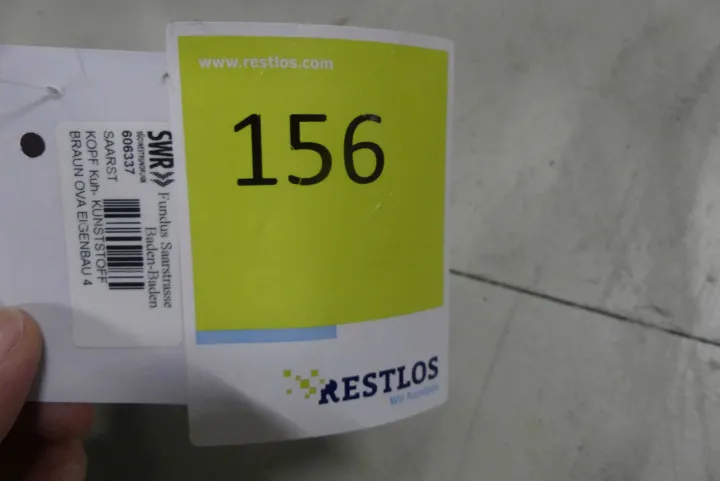 www.restlos.com
156
RESTLOS
SWR>> Fundus Saarstrasse
SÜDWESTRUNDFUNK Baden-Baden
606337
SAARST
KOPF Kuh- KUNSTSTOFF
BRAUN OVA EIGENBAU 4